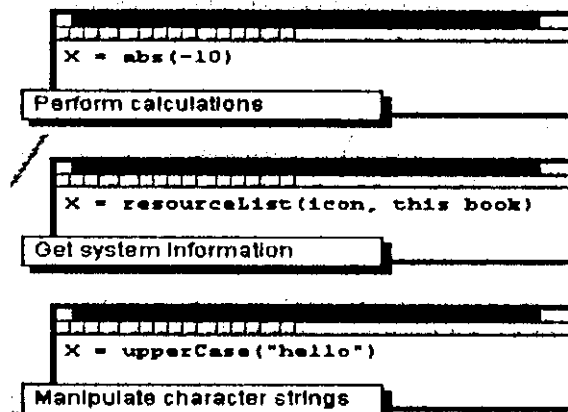 X = abs(-10)
Perform calculations
X = resourceList(icon, this book)
Get system information
X = upperCase("hello")
Manipulate character strings